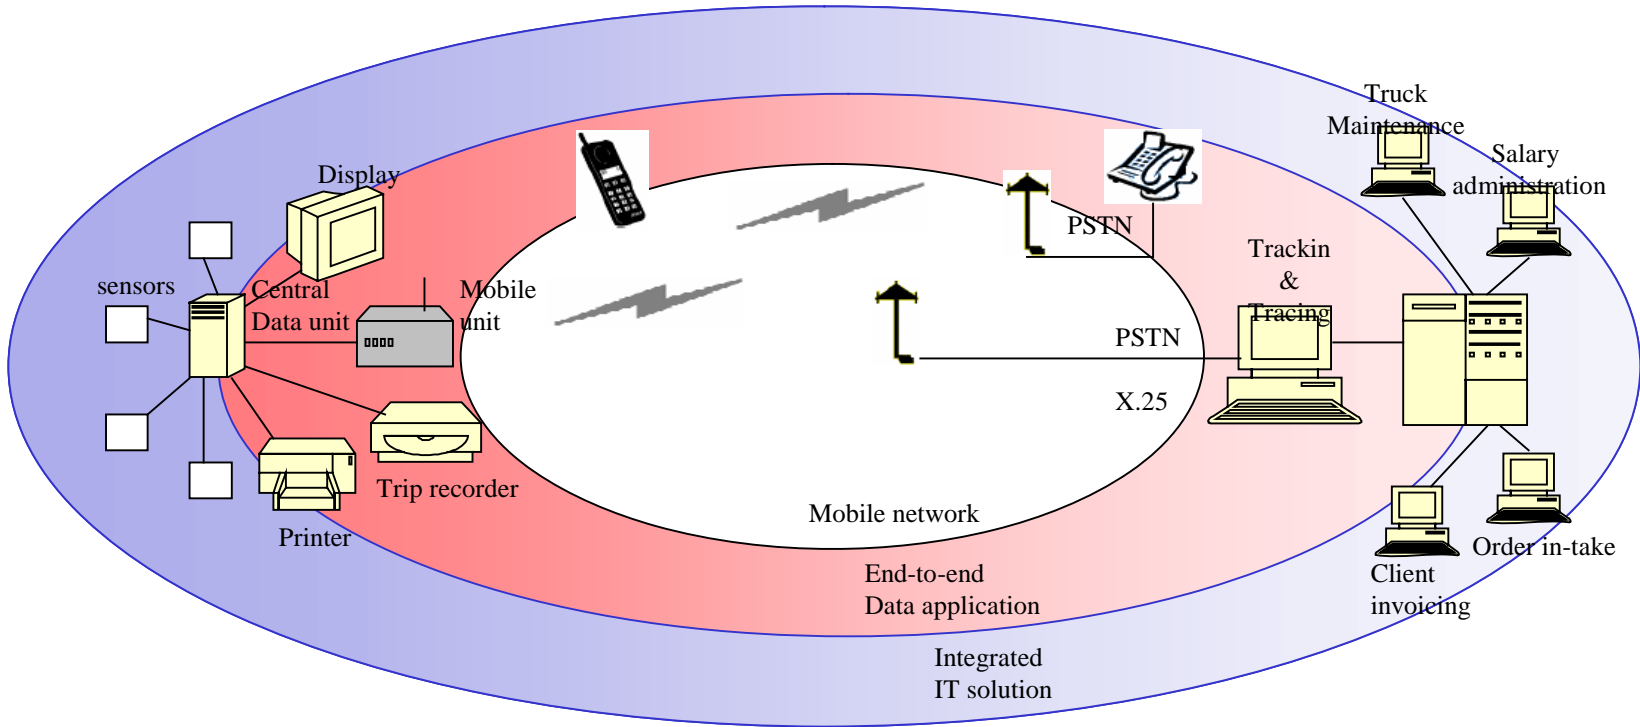 Truck
Maintenance
Salary
administration
Display
PSTN
Trackin
&
Tracing
sensors
Central
Data unit
Mobile
unit
PSTN
X.25
Trip recorder
Mobile network
Printer
Order in-take
End-to-end
Data application
Client
invoicing
Integrated
IT solution